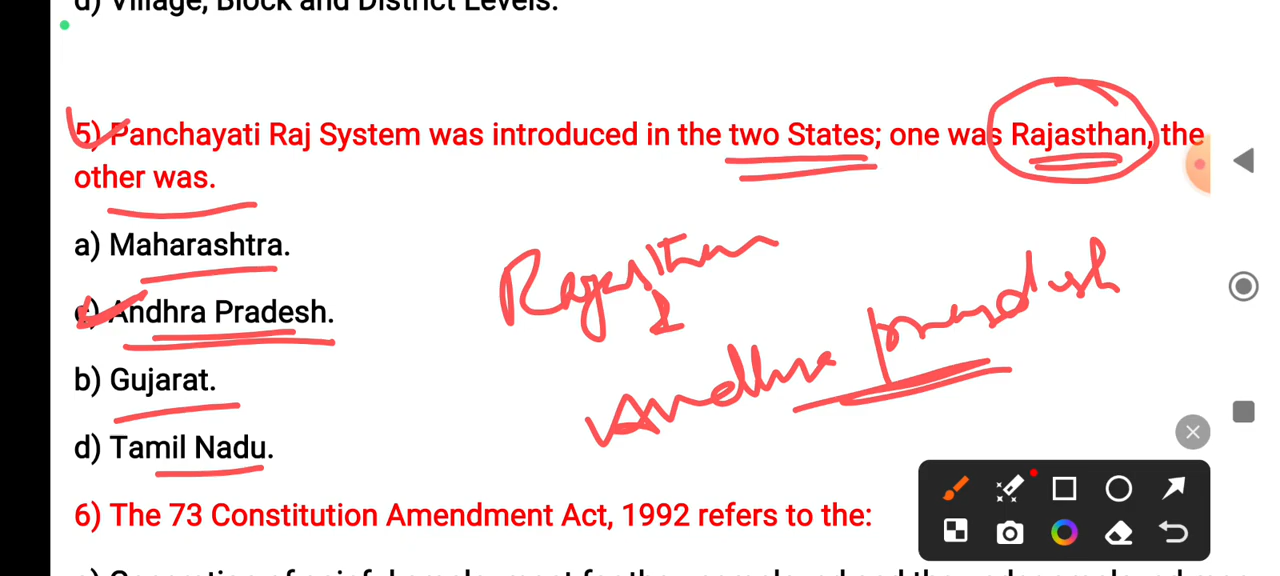 d) Village, Block and District Levels.
5) Panchayati Raj System was introduced in the two States; one was Rajasthan, the
other was.
a) Maharashtra.
Rajasthan
c) Andhra Pradesh.
Andhra pradesh
b) Gujarat.
d) Tamil Nadu.
6) The 73 Constitution Amendment Act, 1992 refers to the: